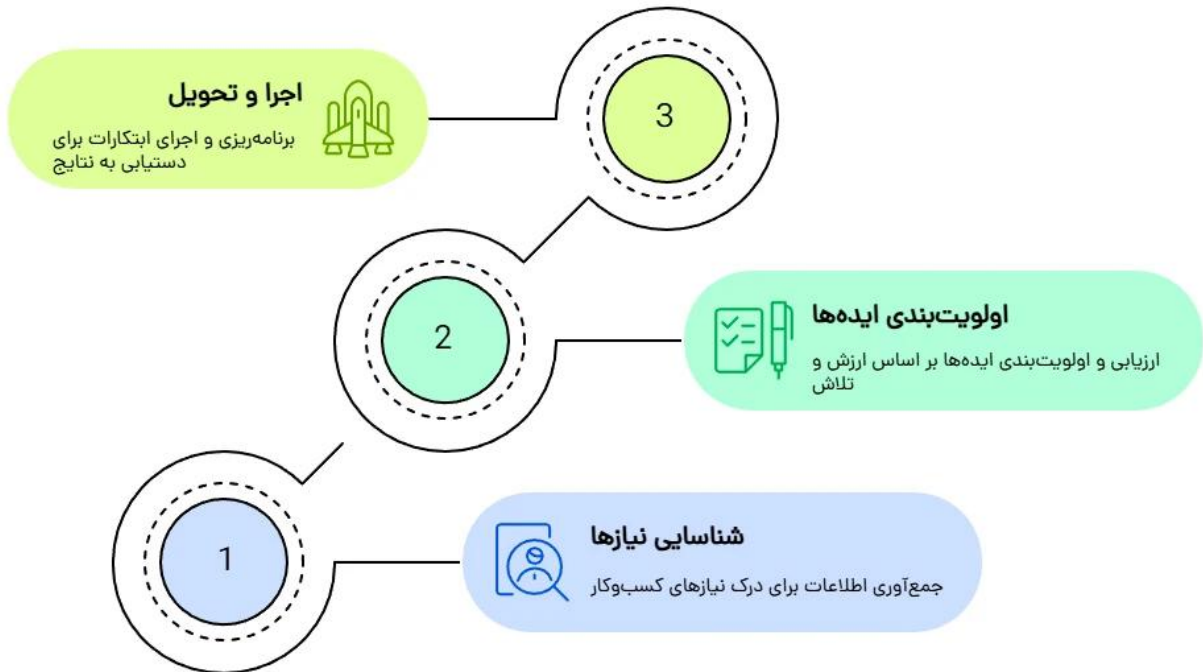 3
اجرا و تحویل
برنامه‌ریزی و اجرای ابتکارات برای
دستیابی به نتایج
2
اولویت‌بندی ایده‌ها
ارزیابی و اولویت‌بندی ایده‌ها بر اساس ارزش و
تلاش
1
شناسایی نیازها
جمع‌آوری اطلاعات برای درک نیازهای کسب‌وکار